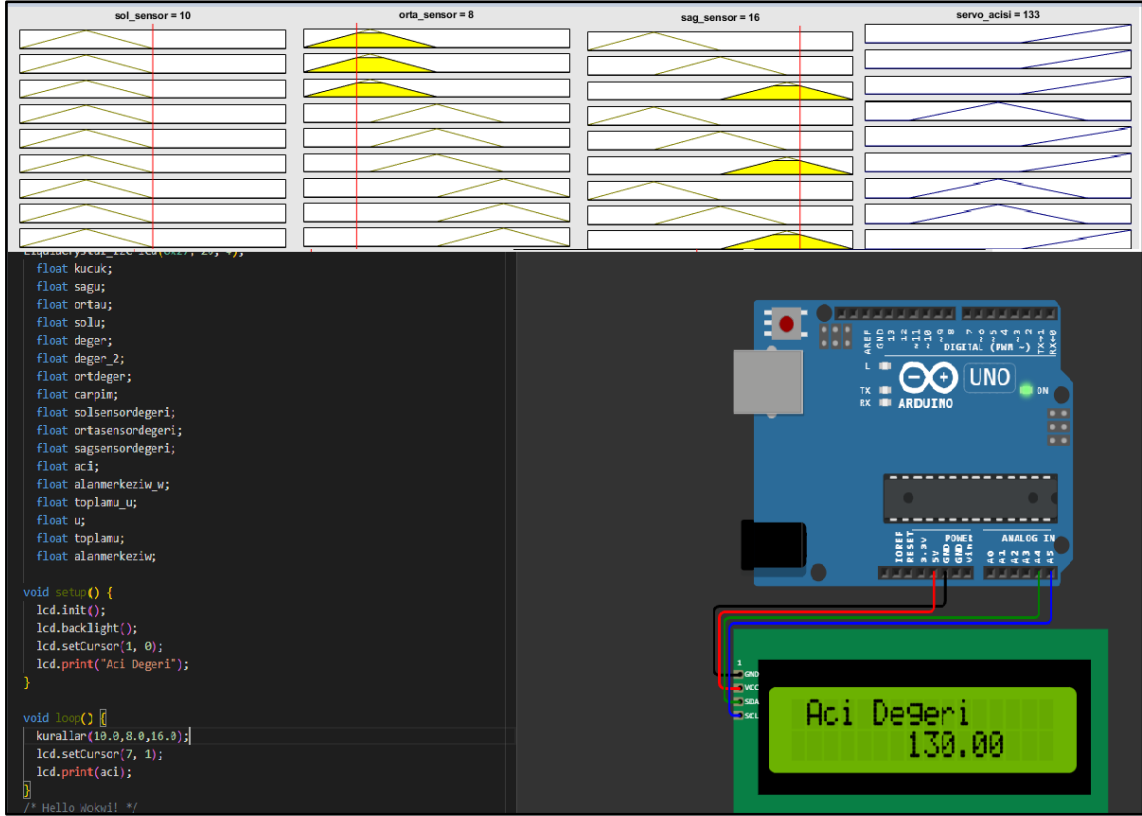 sol_sensor = 10
orta_sensor = 8
sag_sensor = 16
servo_acisi = 133
float kucuk;
float sagu;
float ortau;
float solu;
float deger;
float deger_2;
float ortdeger;
float carpim;
float solsensordegeri;
float ortasensordegeri;
float sagsensordegeri;
float aci;
float alanmerkeziw_w;
float toplamu_u;
float u;
float toplamu;
float alanmerkeziw;
void setup() {
lcd.init();
lcd.backlight();
lcd.setCursor(1, 0);
lcd.print("Aci Degeri");
}
void loop() {
kurallar(10.0,8.0,16.0);
lcd.setCursor(7, 1);
lcd.print(aci);
}
/* Hello Wokwi! */
AREF
GND
13
12
~11
~10
~9
8
7
~6
~5
4
~3
2
TX→1
RX←0
DIGITAL (PWM ~)
L
TX
RX
UNO
ARDUINO
ON
IOREF
RESET
3.3V
5V
GND
GND
Vin
POWER
ANALOG IN
A0
A1
A2
A3
A4
A5
1
GND
VCC
SDA
SCL
Aci Degeri
130.00